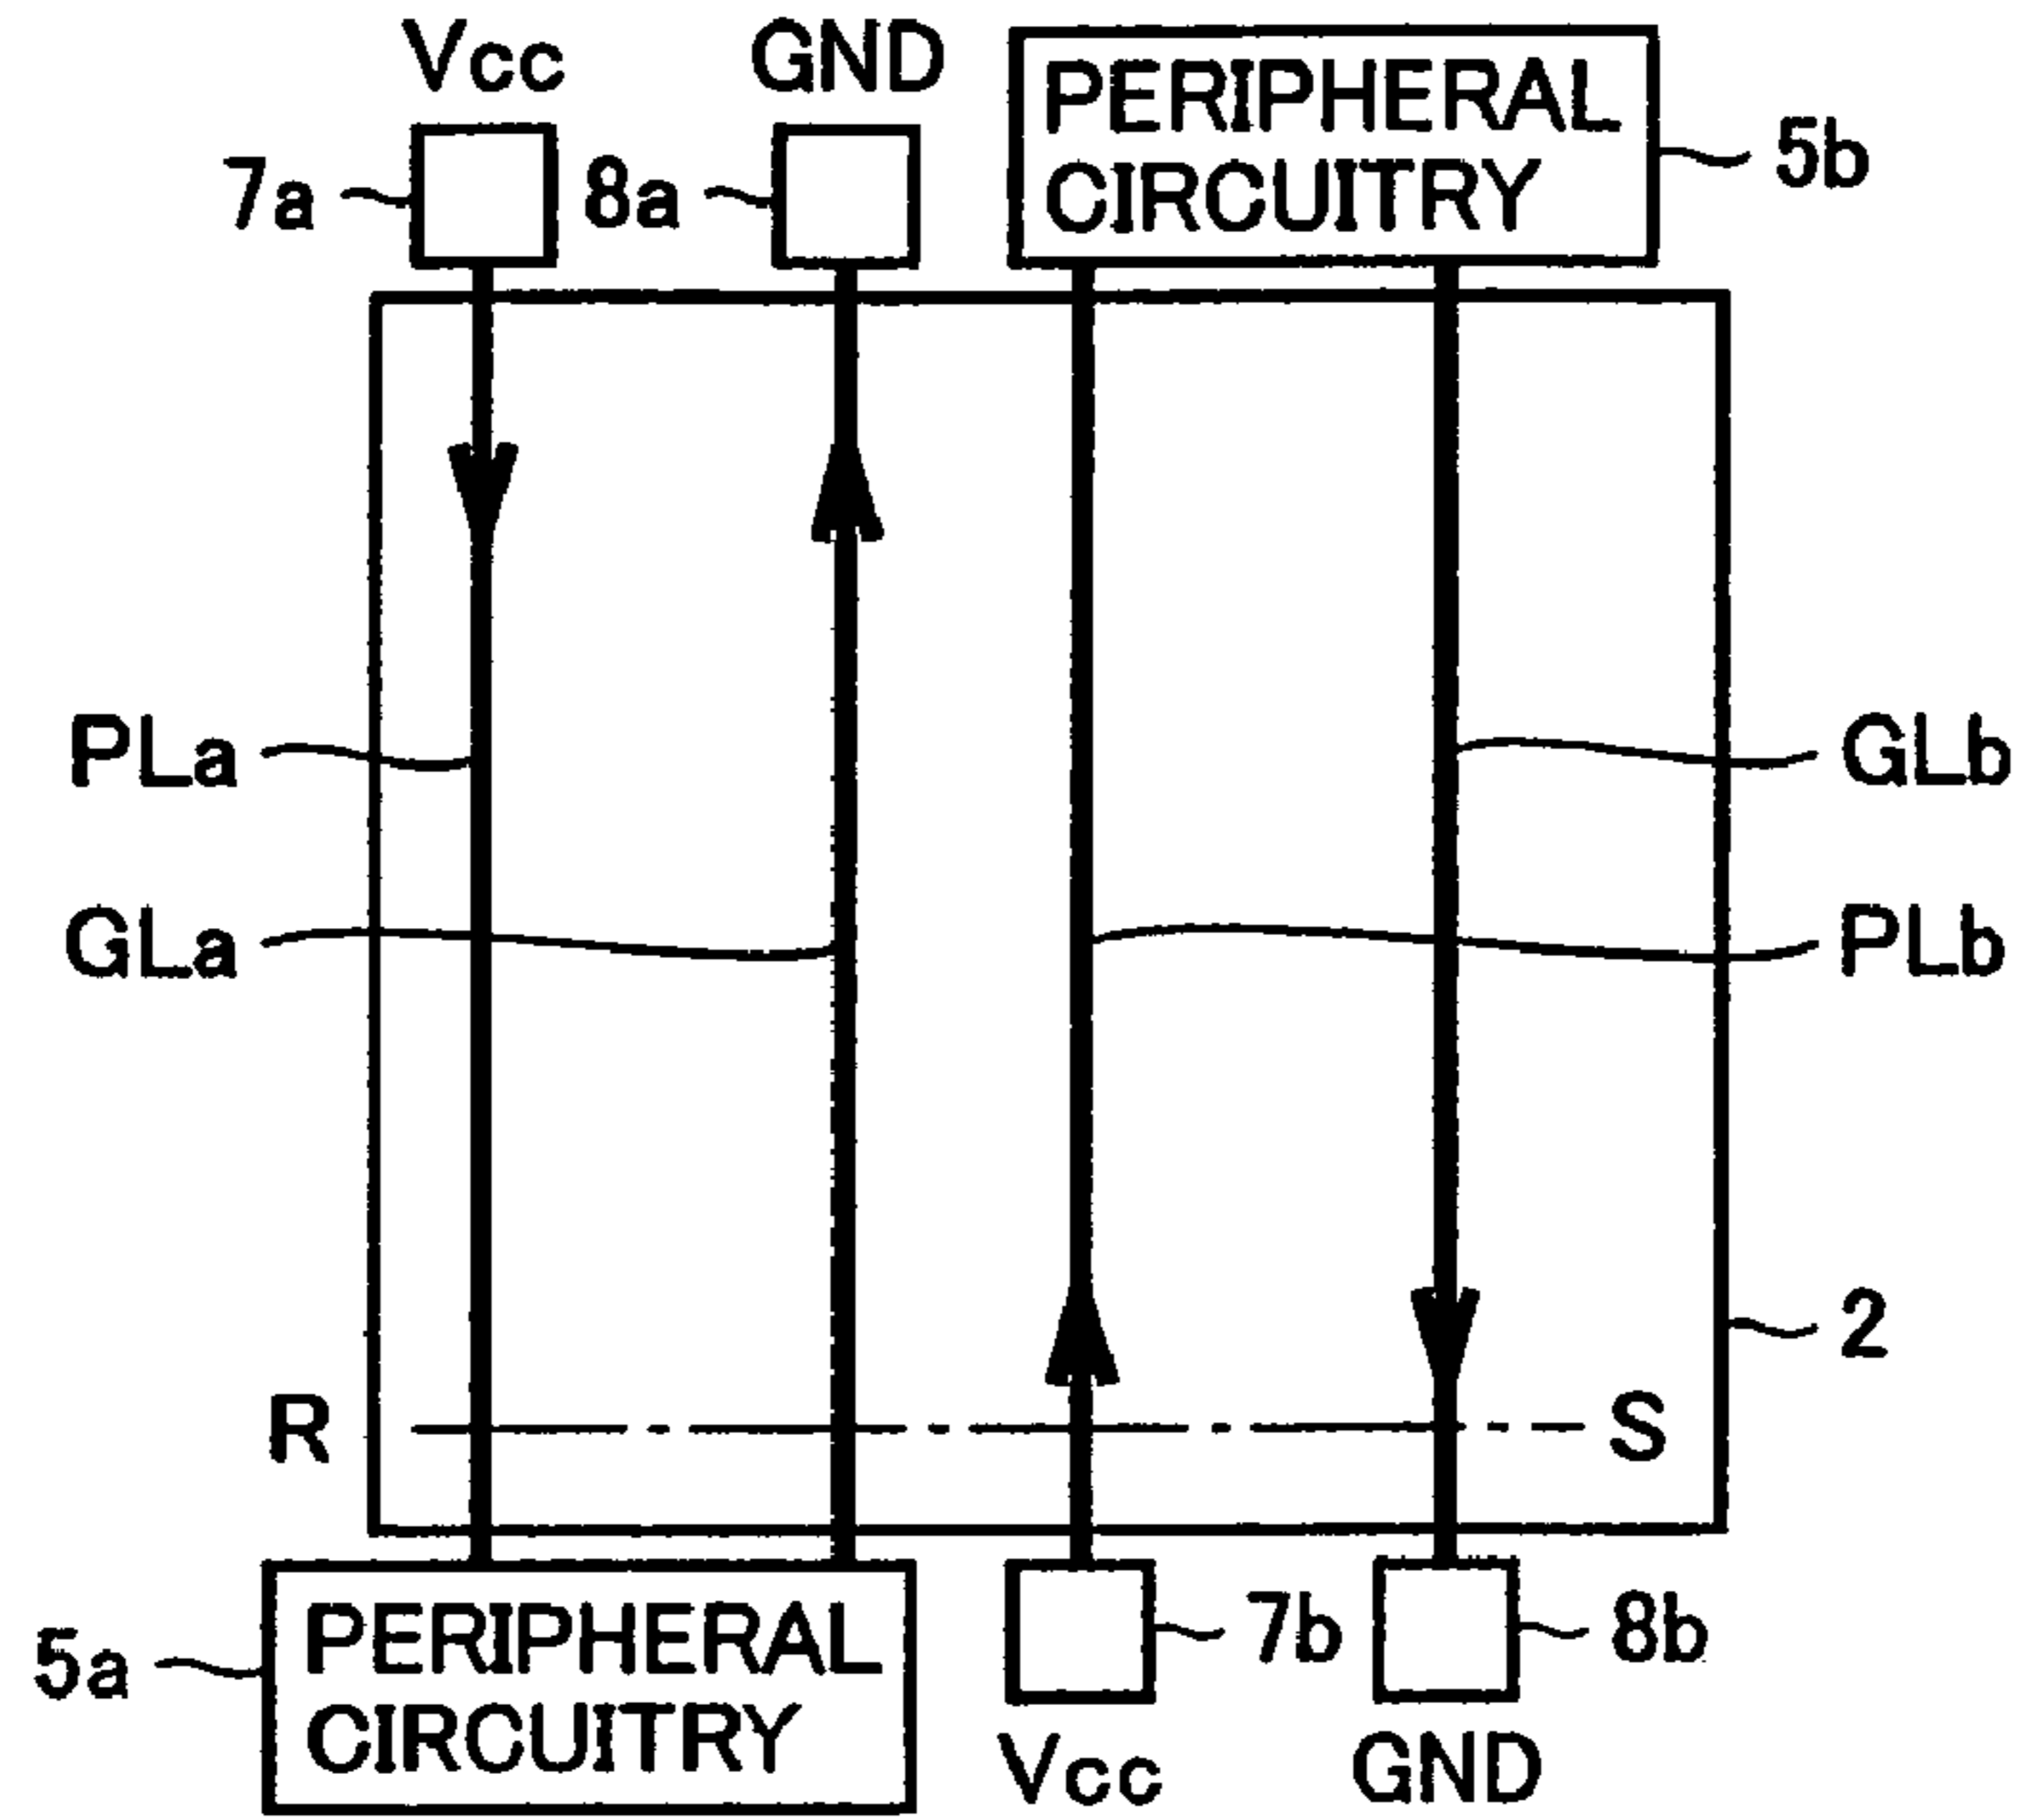 Vcc GND
PERIPHERAL
CIRCUITRY
5b
7a
8a
PLa
GLb
GLa
PLb
2
R
S
5a
PERIPHERAL
CIRCUITRY
7b
8b
Vcc
GND